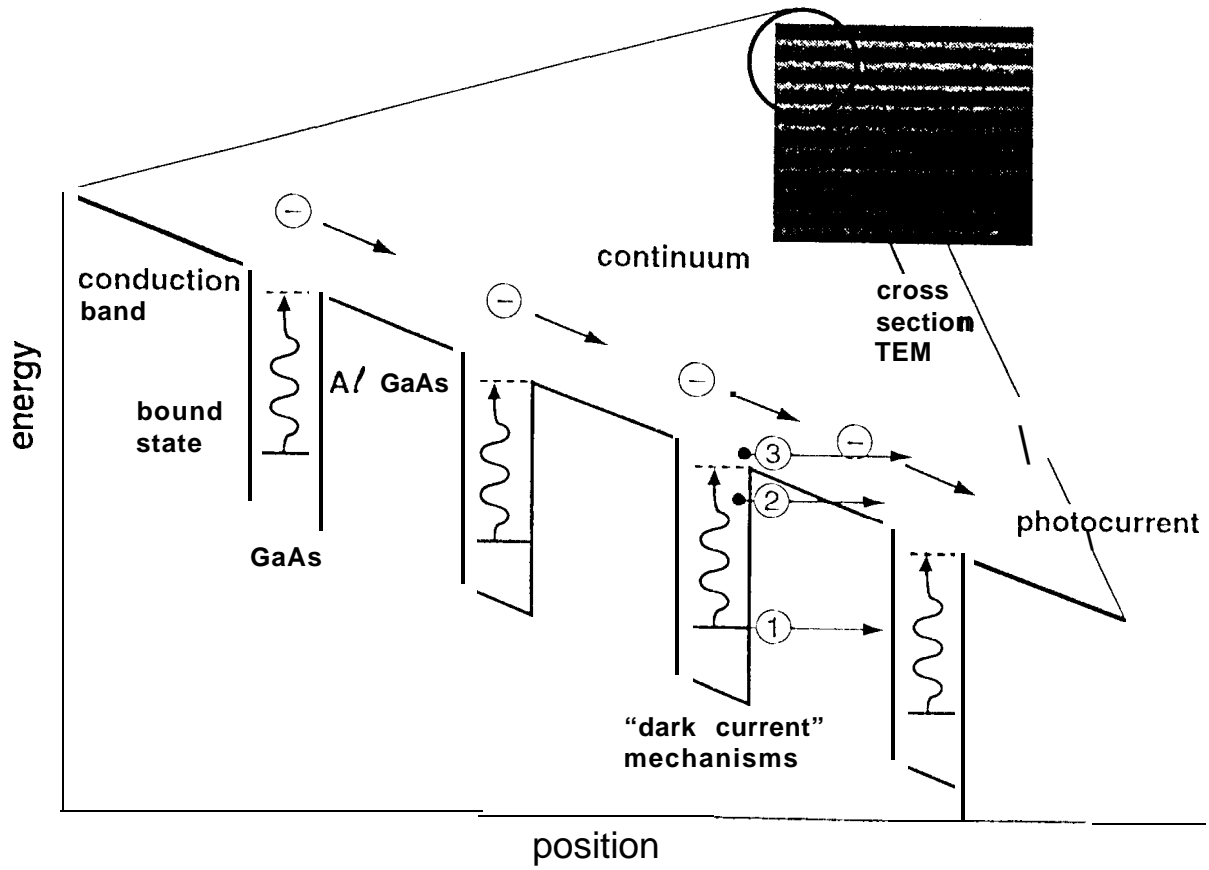 continuum
cross
section
TEM
conduction
band
energy
bound
state
Al GaAs
GaAs
3
2
1
photocurrent
“dark current”
mechanisms
position